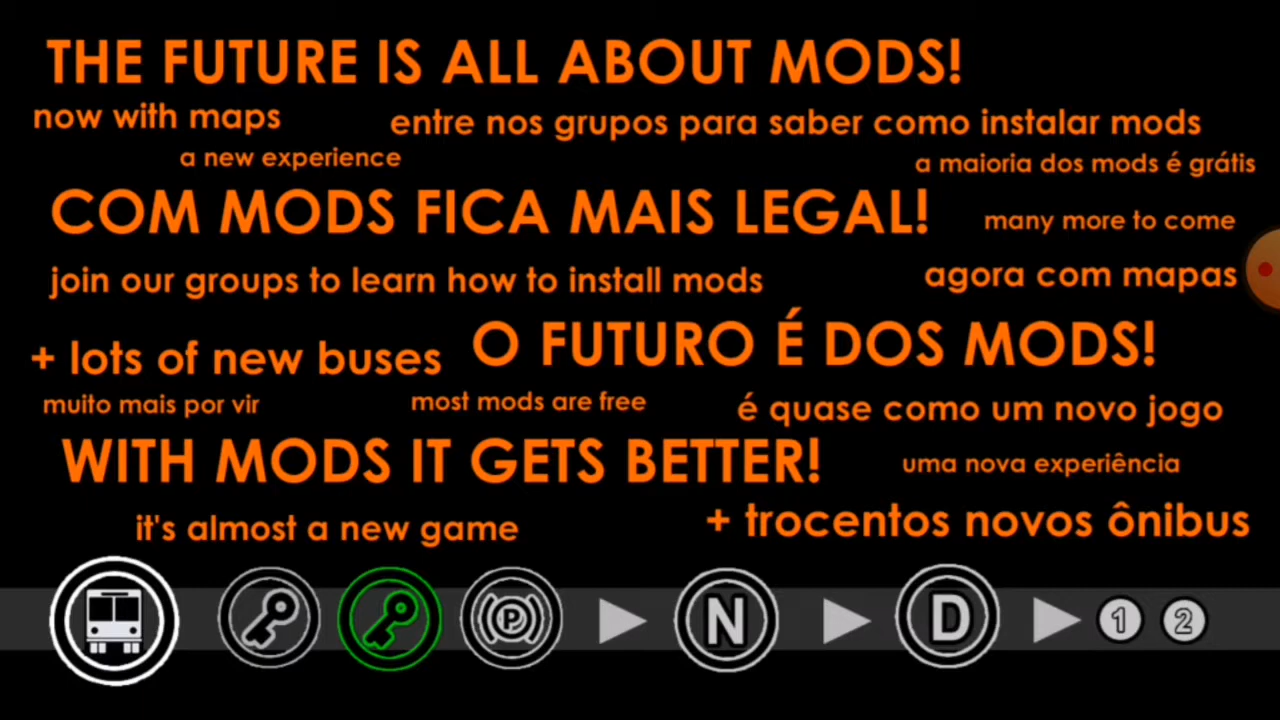 THE FUTURE IS ALL ABOUT MODS!
now with maps
entre nos grupos para saber como instalar mods
a new experience
a maioria dos mods é grátis
COM MODS FICA MAIS LEGAL!
many more to come
join our groups to learn how to install mods
agora com mapas
+ lots of new buses
O FUTURO É DOS MODS!
muito mais por vir
most mods are free
é quase como um novo jogo
WITH MODS IT GETS BETTER!
uma nova experiência
it's almost a new game
+ trocentos novos ônibus
P N D 1 2